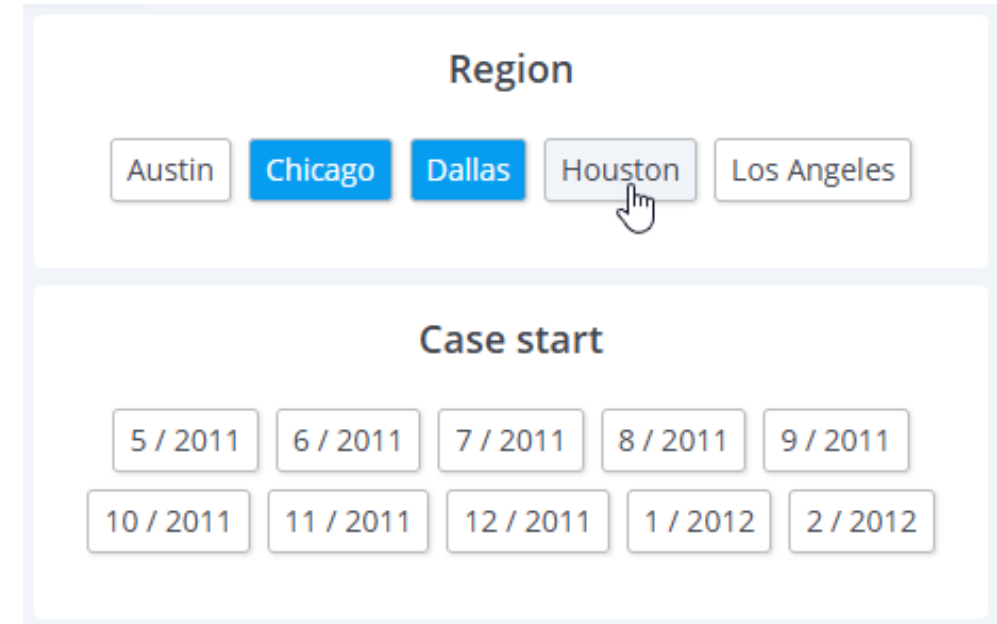 Region
Austin Chicago Dallas Houston Los Angeles
Case start
5 / 2011 6 / 2011 7 / 2011 8 / 2011 9 / 2011
10 / 2011 11 / 2011 12 / 2011 1 / 2012 2 / 2012